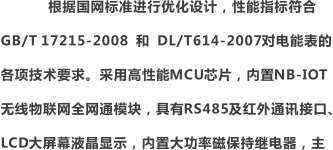 根据国网标准进行优化设计，性能指标符合
GB/T 17215-2008 和 DL/T614-2007对电能表的
各项技术要求。采用高性能MCU芯片，内置NB-IOT
无线物联网全网通模块，具有RS485及红外通讯接口、
LCD大屏幕液晶显示，内置大功率磁保持继电器，主